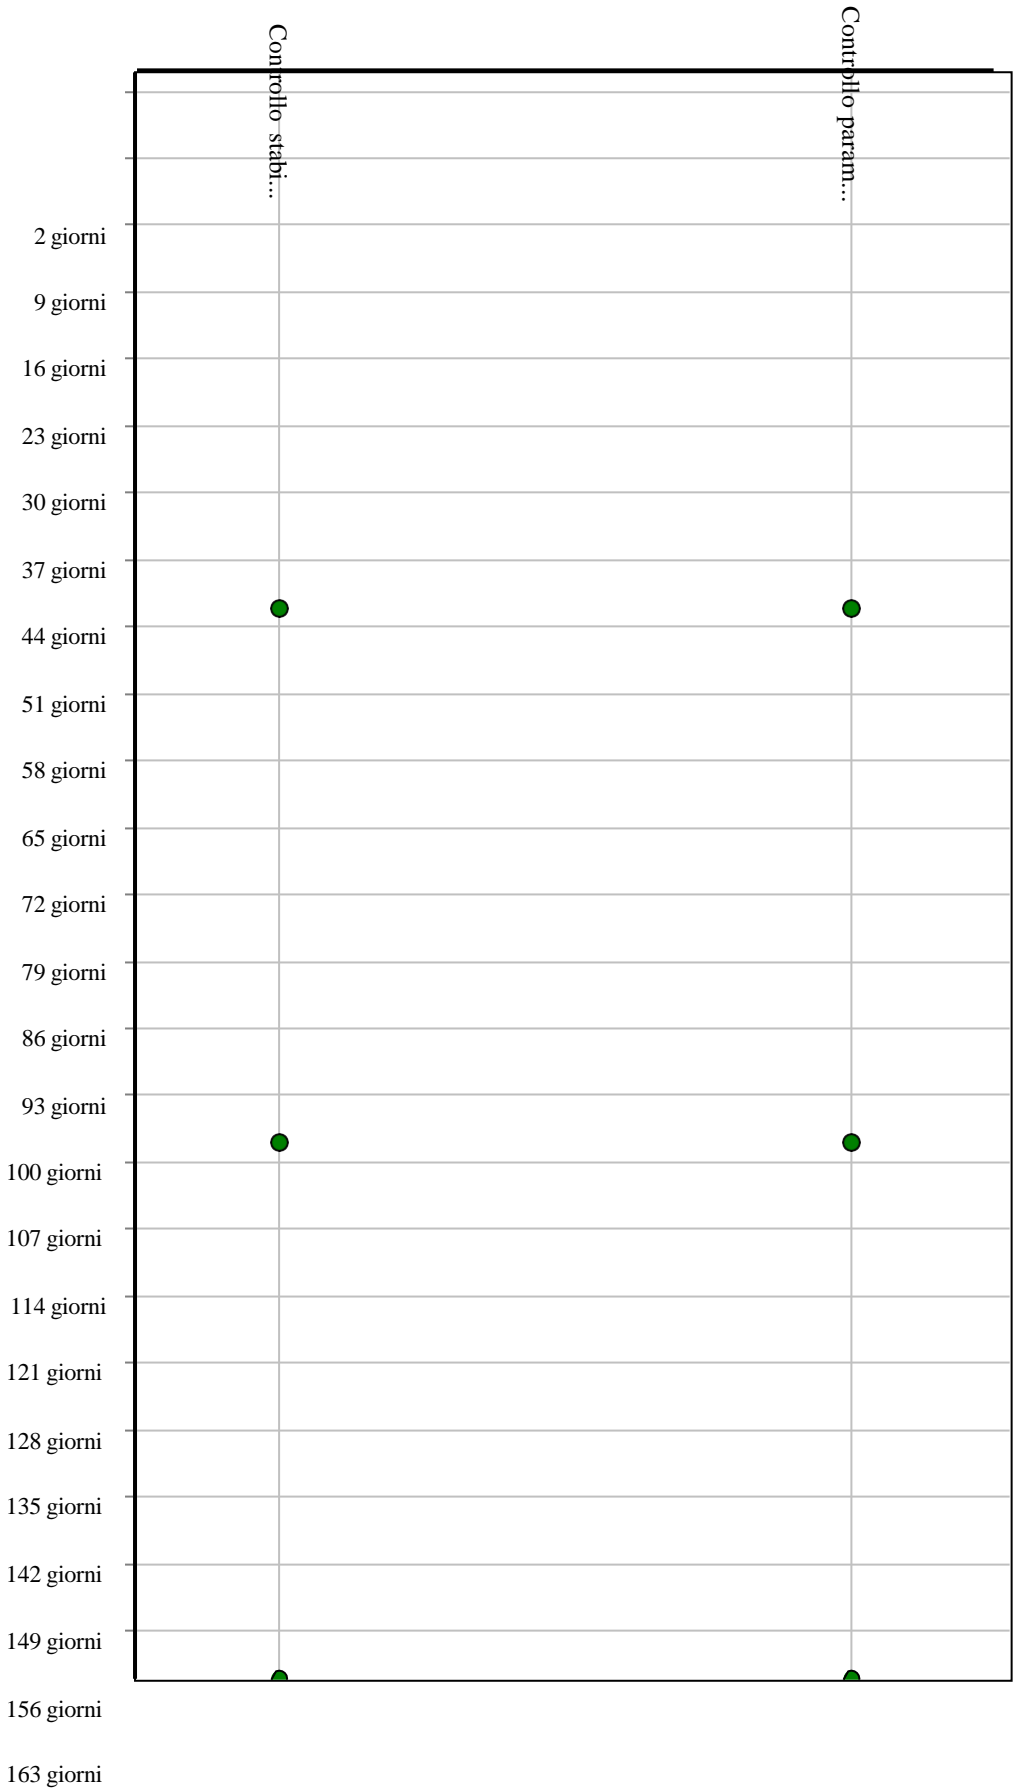 Controllo stabi...
Controllo param...
2 giorni
9 giorni
16 giorni
23 giorni
30 giorni
37 giorni
44 giorni
51 giorni
58 giorni
65 giorni
72 giorni
79 giorni
86 giorni
93 giorni
100 giorni
107 giorni
114 giorni
121 giorni
128 giorni
135 giorni
142 giorni
149 giorni
156 giorni
163 giorni